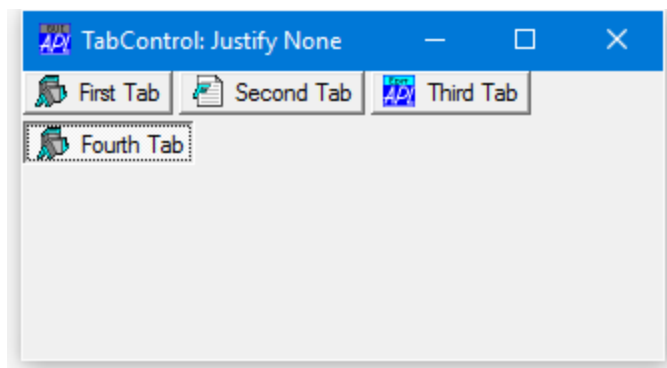 TabControl: Justify None
First Tab Second Tab Third Tab
Fourth Tab